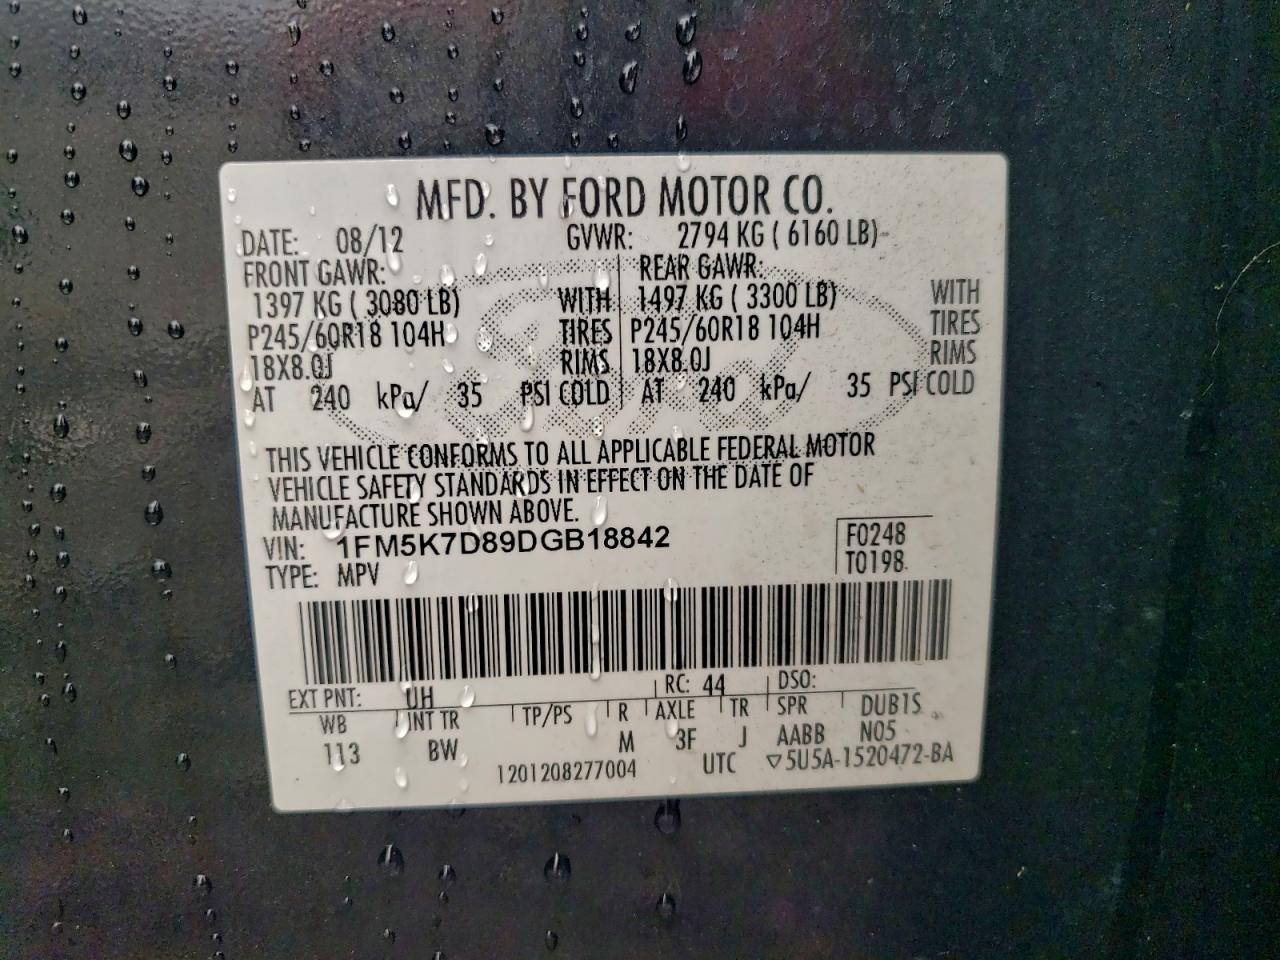 MFD. BY FORD MOTOR CO.
DATE: 08/12 GVWR: 2794 KG ( 6160 LB)
FRONT GAWR: REAR GAWR:
1397 KG ( 3080 LB) WITH 1497 KG ( 3300 LB) WITH
P245/60R18 104H TIRES P245/60R18 104H TIRES
18X8.0J RIMS 18X8.0J RIMS
AT 240 kPa/ 35 PSI COLD AT 240 kPa/ 35 PSI COLD
THIS VEHICLE CONFORMS TO ALL APPLICABLE FEDERAL MOTOR
VEHICLE SAFETY STANDARDS IN EFFECT ON THE DATE OF
MANUFACTURE SHOWN ABOVE.
VIN: 1FM5K7D89DGB18842 F0248
TYPE: MPV T0198
EXT PNT: UH RC: 44 DSO:
WB INT TR TP/PS R AXLE TR SPR DUB1S
113 BW M 3F J AABB N05
1201208277004 UTC ▽5U5A-1520472-BA